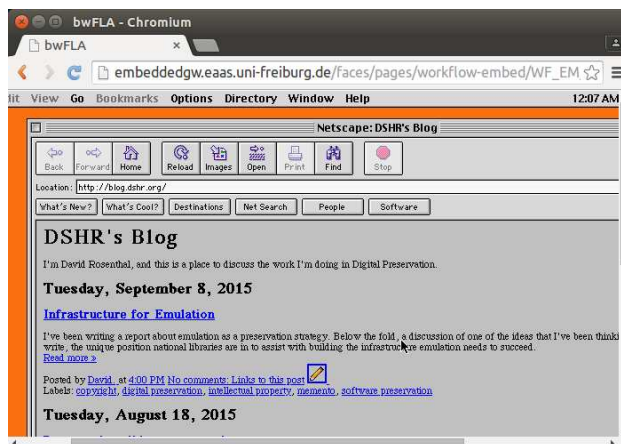 bwFLA - Chromium
bwFLA ×
embeddedgw.eaas.uni-freiburg.de/faces/pages/workflow-embed/WF_EM
dit View Go Bookmarks Options Directory Window Help 12:07 AM
Netscape: DSHR's Blog
Back Forward Home Reload Images Open Print Find Stop
Location: http://blog.dshr.org/
What's New? What's Cool? Destinations Net Search People Software
DSHR's Blog
I'm David Rosenthal, and this is a place to discuss the work I'm doing in Digital Preservation.
Tuesday, September 8, 2015
Infrastructure for Emulation
I've been writing a report about emulation as a preservation strategy. Below the fold, a discussion of one of the ideas that I've been thinki
write, the unique position national libraries are in to assist with building the infrastructure emulation needs to succeed.
Read more »
Posted by David. at 4:00 PM No comments: Links to this post
Labels: copyright, digital preservation, intellectual property, memento, software preservation
Tuesday, August 18, 2015